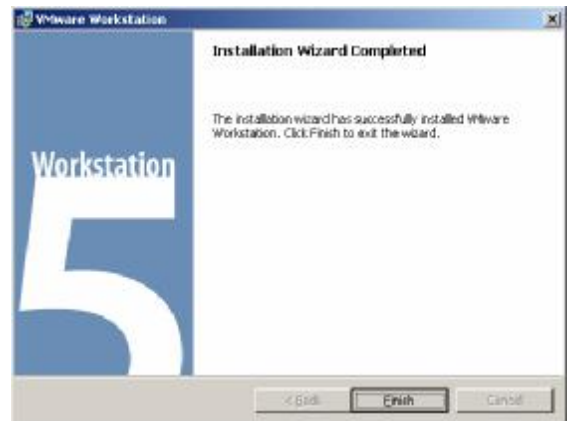 VMware Workstation
Installation Wizard Completed
The installation wizard has successfully installed VMware
Workstation. Click Finish to exit the wizard.
Workstation
5
< Back
Finish
Cancel